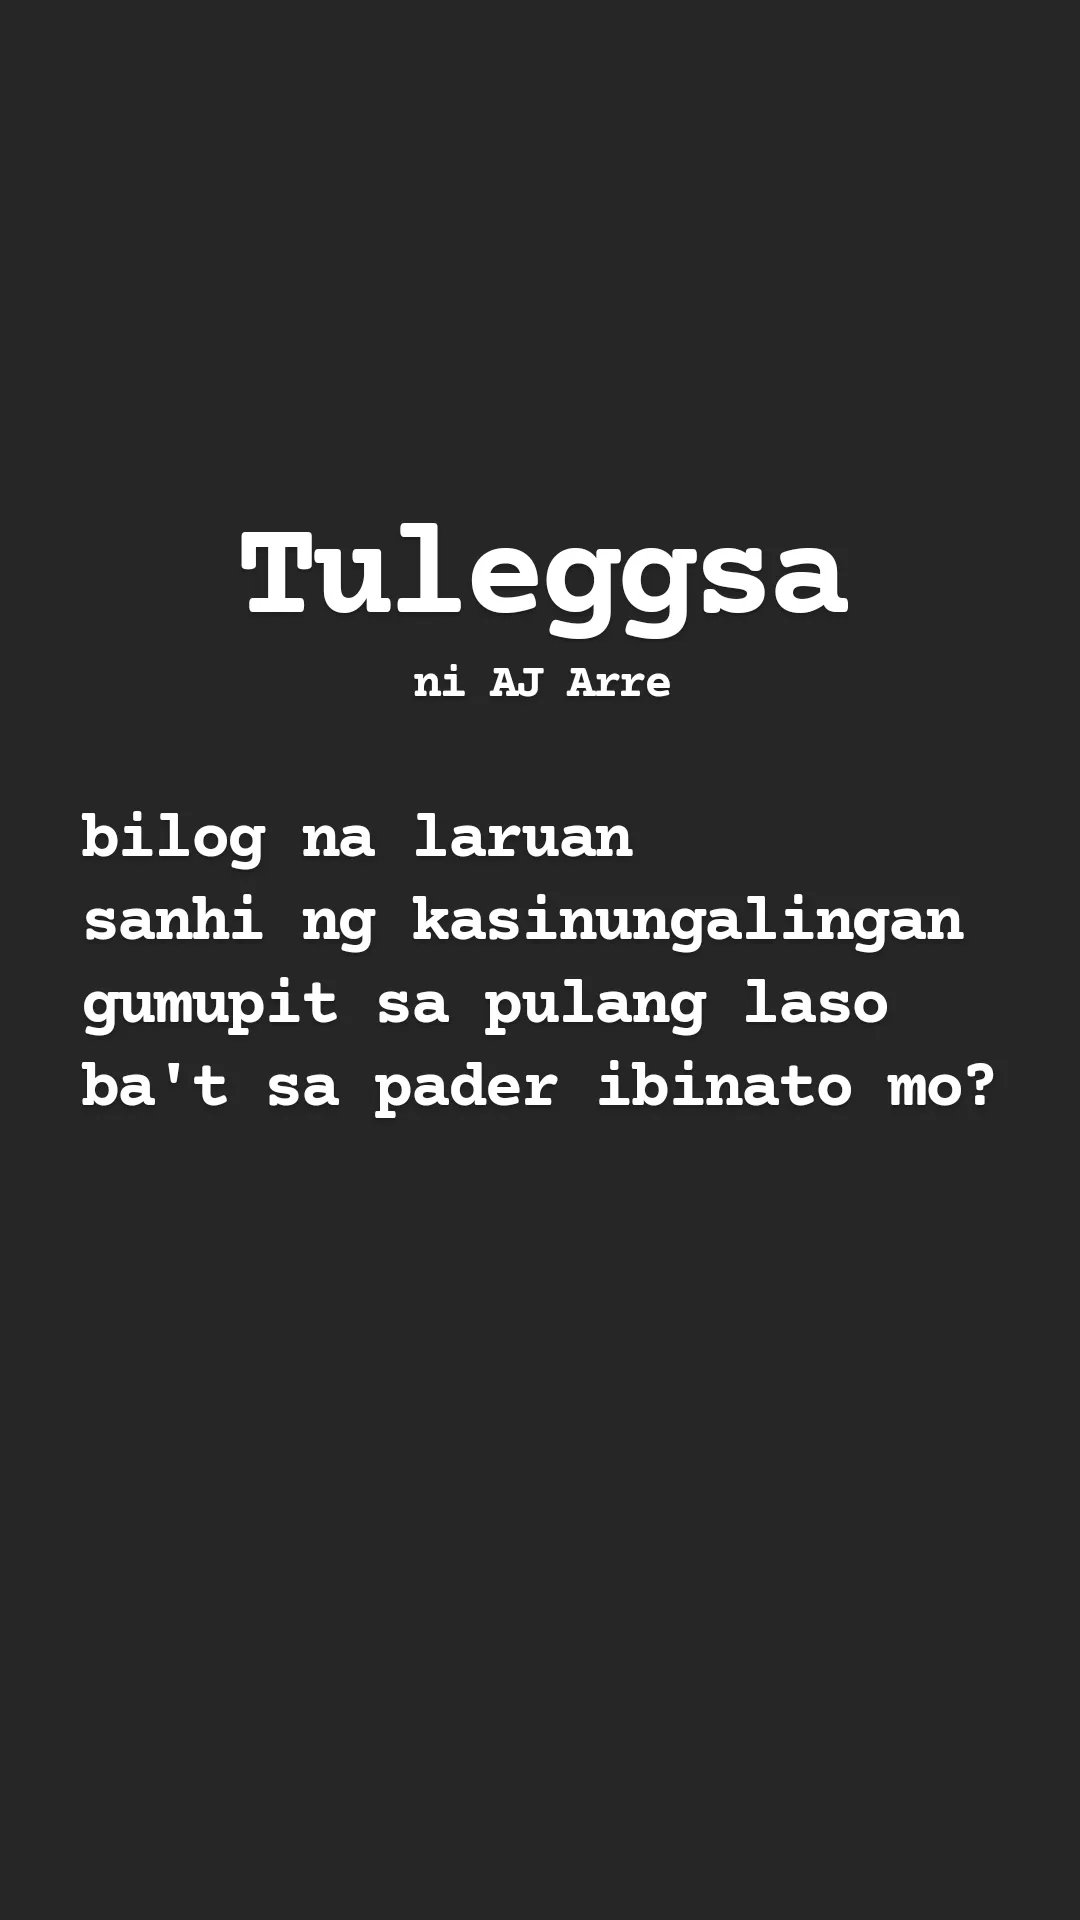 Tuleggsa
ni AJ Arre
bilog na laruan
sanhi ng kasinungalingan
gumupit sa pulang laso
ba't sa pader ibinato mo?